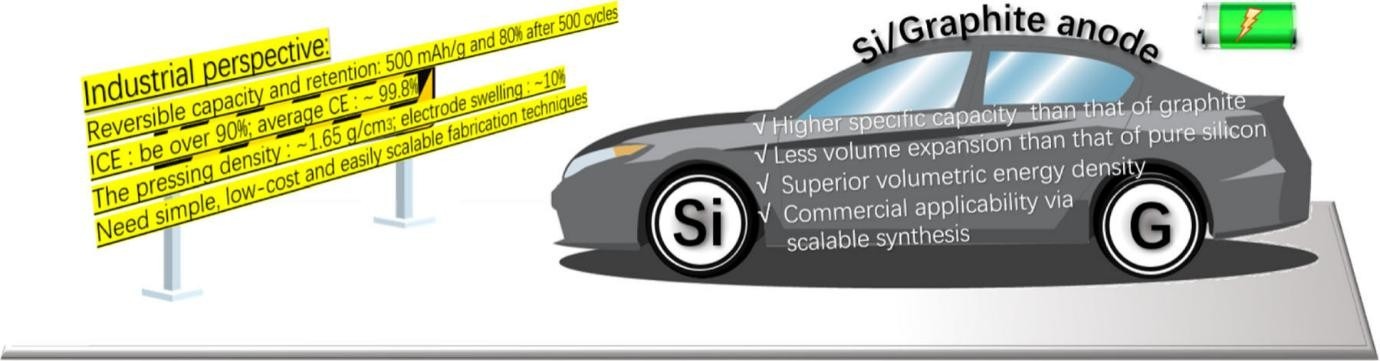 Industrial perspective:
Reversible capacity and retention: 500 mAh/g and 80% after 500 cycles
ICE : be over 90%; average CE : ~ 99.8%
The pressing density : ~1.65 g/cm3; electrode swelling : ~10%
Need simple, low-cost and easily scalable fabrication techniques
Si/Graphite anode
√ Higher specific capacity than that of graphite
√ Less volume expansion than that of pure silicon
√ Superior volumetric energy density
√ Commercial applicability via
scalable synthesis
Si
G